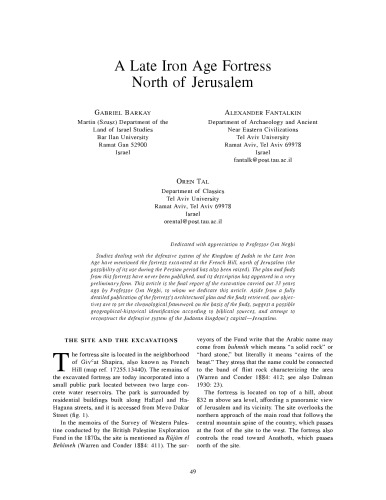 A Late Iron Age Fortress
North of Jerusalem
GABRIEL BARKAY
Martin (Szusz) Department of the
Land of Israel Studies
Bar Ilan University
Ramat Gan 52900
Israel
ALEXANDER FANTALKIN
Department of Archaeology and Ancient
Near Eastern Civilizations
Tel Aviv University
Ramat Aviv, Tel Aviv 69978
Israel
fantalk@post.tau.ac.il
OREN TAL
Department of Classics
Tel Aviv University
Ramat Aviv, Tel Aviv 69978
Israel
orental@post.tau.ac.il
Dedicated with appreciation to Professor Ora Negbi
Studies dealing with the defensive system of the Kingdom of Judah in the Late Iron
Age have mentioned the fortress excavated at the French Hill, north of Jerusalem (the
possibility of its use during the Persian period has also been raised). The plan and finds
from this fortress have never been published, and its description has appeared in a very
preliminary form. This article is the final report of the excavation carried out 33 years
ago by Professor Ora Negbi, to whom we dedicate this article. Aside from a fully
detailed publication of the fortress's architectural plan and the finds retrieved, our objec-
tives are to set the chronological framework on a solid basis, and to suggest a possible
geographical-historical identification according to biblical sources, and attempt to
reconstruct the defensive system of the Judaean kingdom's capital—Jerusalem.
THE SITE AND THE EXCAVATIONS
The fortress site is located in the neighborhood
of Givʿat Shapira, also known as French
Hill (map ref. 17255.13440). The remains of
the excavated fortress are today incorporated into a
small public park located between two large con-
crete water reservoirs. The park is surrounded by
residential buildings built along HaEẓel and Ha-
Hagana streets, and it is accessed from Mevo Dakar
Street (fig. 1).
In the memoirs of the Survey of Western Pales-
tine conducted by the British Palestine Exploration
Fund in the 1870s, the site is mentioned as Rŭjûm el
Behîmeh (Warren and Conder 1884: 411). The sur-
veyors of the Fund write that the Arabic name may
come from buhmeh which means "a solid rock" or
"hard stone," but literally it means "cairns of the
beast." They stress that the name could be connected
to the band of flint rock characterizing the area
(Warren and Conder 1884: 412; see also Dalman
1930: 23).
The fortress is located on top of a hill, about
832 m above sea level, affording a panoramic view
of Jerusalem and its vicinity. The site overlooks the
northern approach of the main road that follows the
central mountain spine of the country, which passes
at the foot of the site to the west. The fortress also
controls the road toward Anathoth, which passes
north of the site.
49